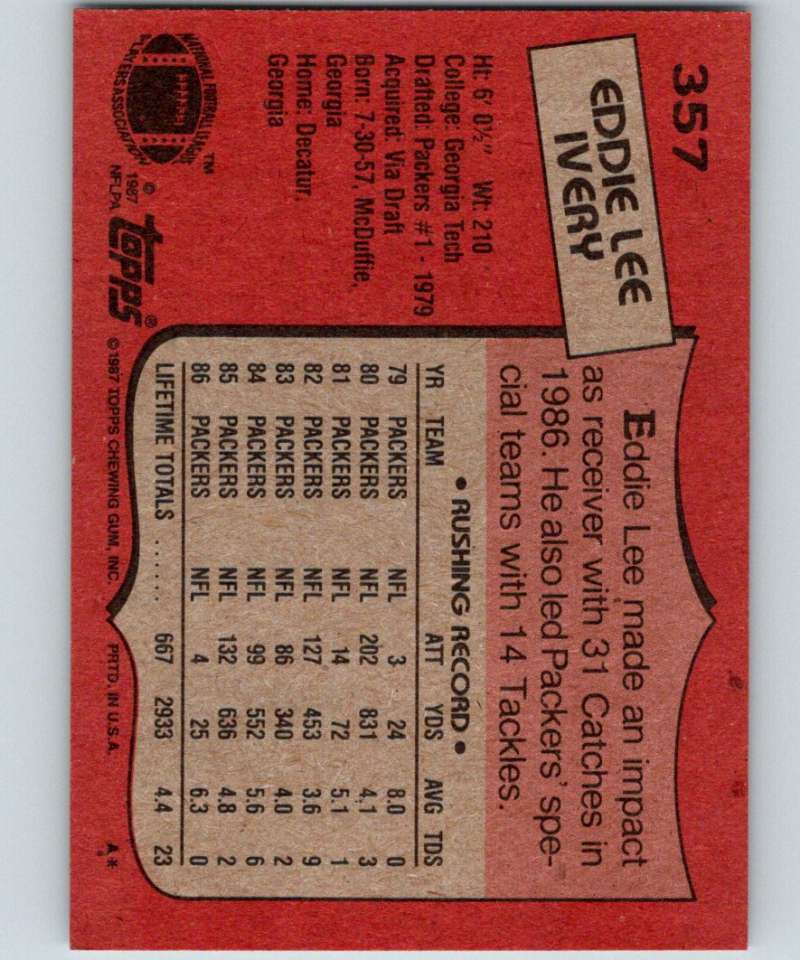 357
EDDIE LEE
IVERY
Ht: 6' 0½" Wt: 210
College: Georgia Tech
Drafted: Packers #1 - 1979
Acquired: Via Draft
Born: 7-30-57, McDuffie,
Georgia
Home: Decatur,
Georgia
NATIONAL FOOTBALL LEAGUE
PLAYERS ASSOCIATION
™
© 1987
NFLPA
topps®
Eddie Lee made an impact
as receiver with 31 Catches in
1986. He also led Packers' spe-
cial teams with 14 Tackles.
• RUSHING RECORD •
YR TEAM ATT YDS AVG TDS
79 PACKERS NFL 3 24 8.0 0
80 PACKERS NFL 202 831 4.1 3
81 PACKERS NFL 14 72 5.1 1
82 PACKERS NFL 127 453 3.6 9
83 PACKERS NFL 86 340 4.0 2
84 PACKERS NFL 99 552 5.6 6
85 PACKERS NFL 132 636 4.8 2
86 PACKERS NFL 4 25 6.3 0
LIFETIME TOTALS ....... 667 2933 4.4 23
©1987 TOPPS CHEWING GUM, INC. PRTD. IN U.S.A. A*